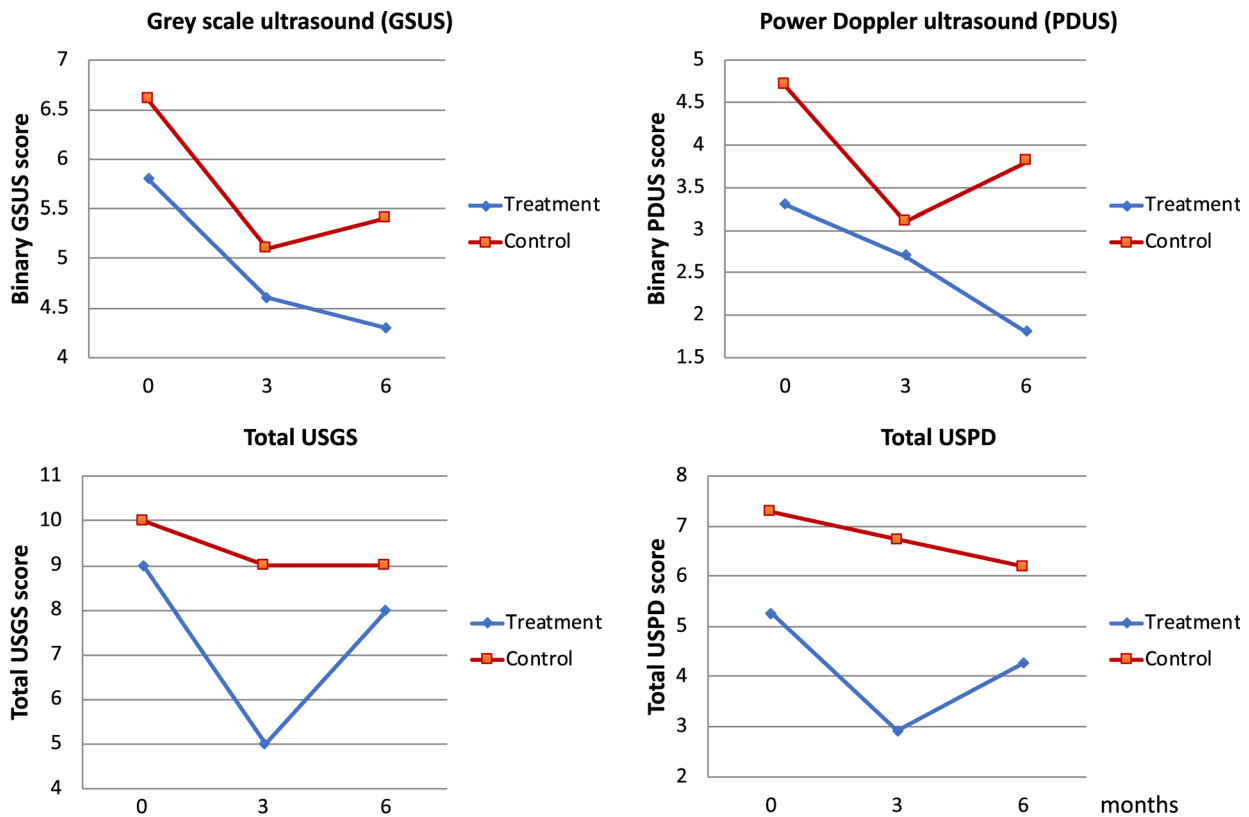 Grey scale ultrasound (GSUS)
7
6.5
6
5.5
5
4.5
4
Binary GSUS score
0 3 6
Treatment
Control
Power Doppler ultrasound (PDUS)
5
4.5
4
3.5
3
2.5
2
1.5
Binary PDUS score
0 3 6
Treatment
Control
Total USGS
11
10
9
8
7
6
5
4
Total USGS score
0 3 6
Treatment
Control
Total USPD
8
7
6
5
4
3
2
Total USPD score
0 3 6 months
Treatment
Control